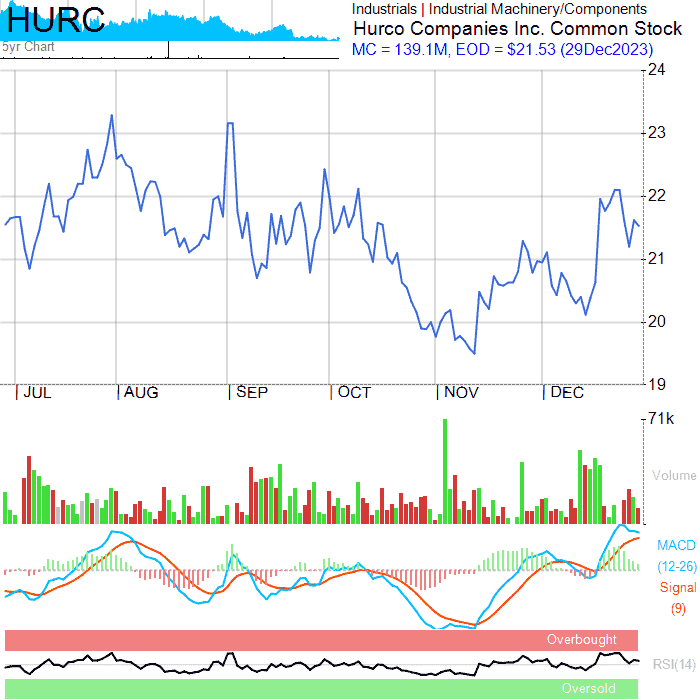 HURC
5yr Chart
Industrials | Industrial Machinery/Components
Hurco Companies Inc. Common Stock
MC = 139.1M, EOD = $21.53 (29Dec2023)
24
23
22
21
20
19
JUL AUG SEP OCT NOV DEC
71k
Volume
MACD
(12-26)
Signal
(9)
Overbought
RSI(14)
Oversold